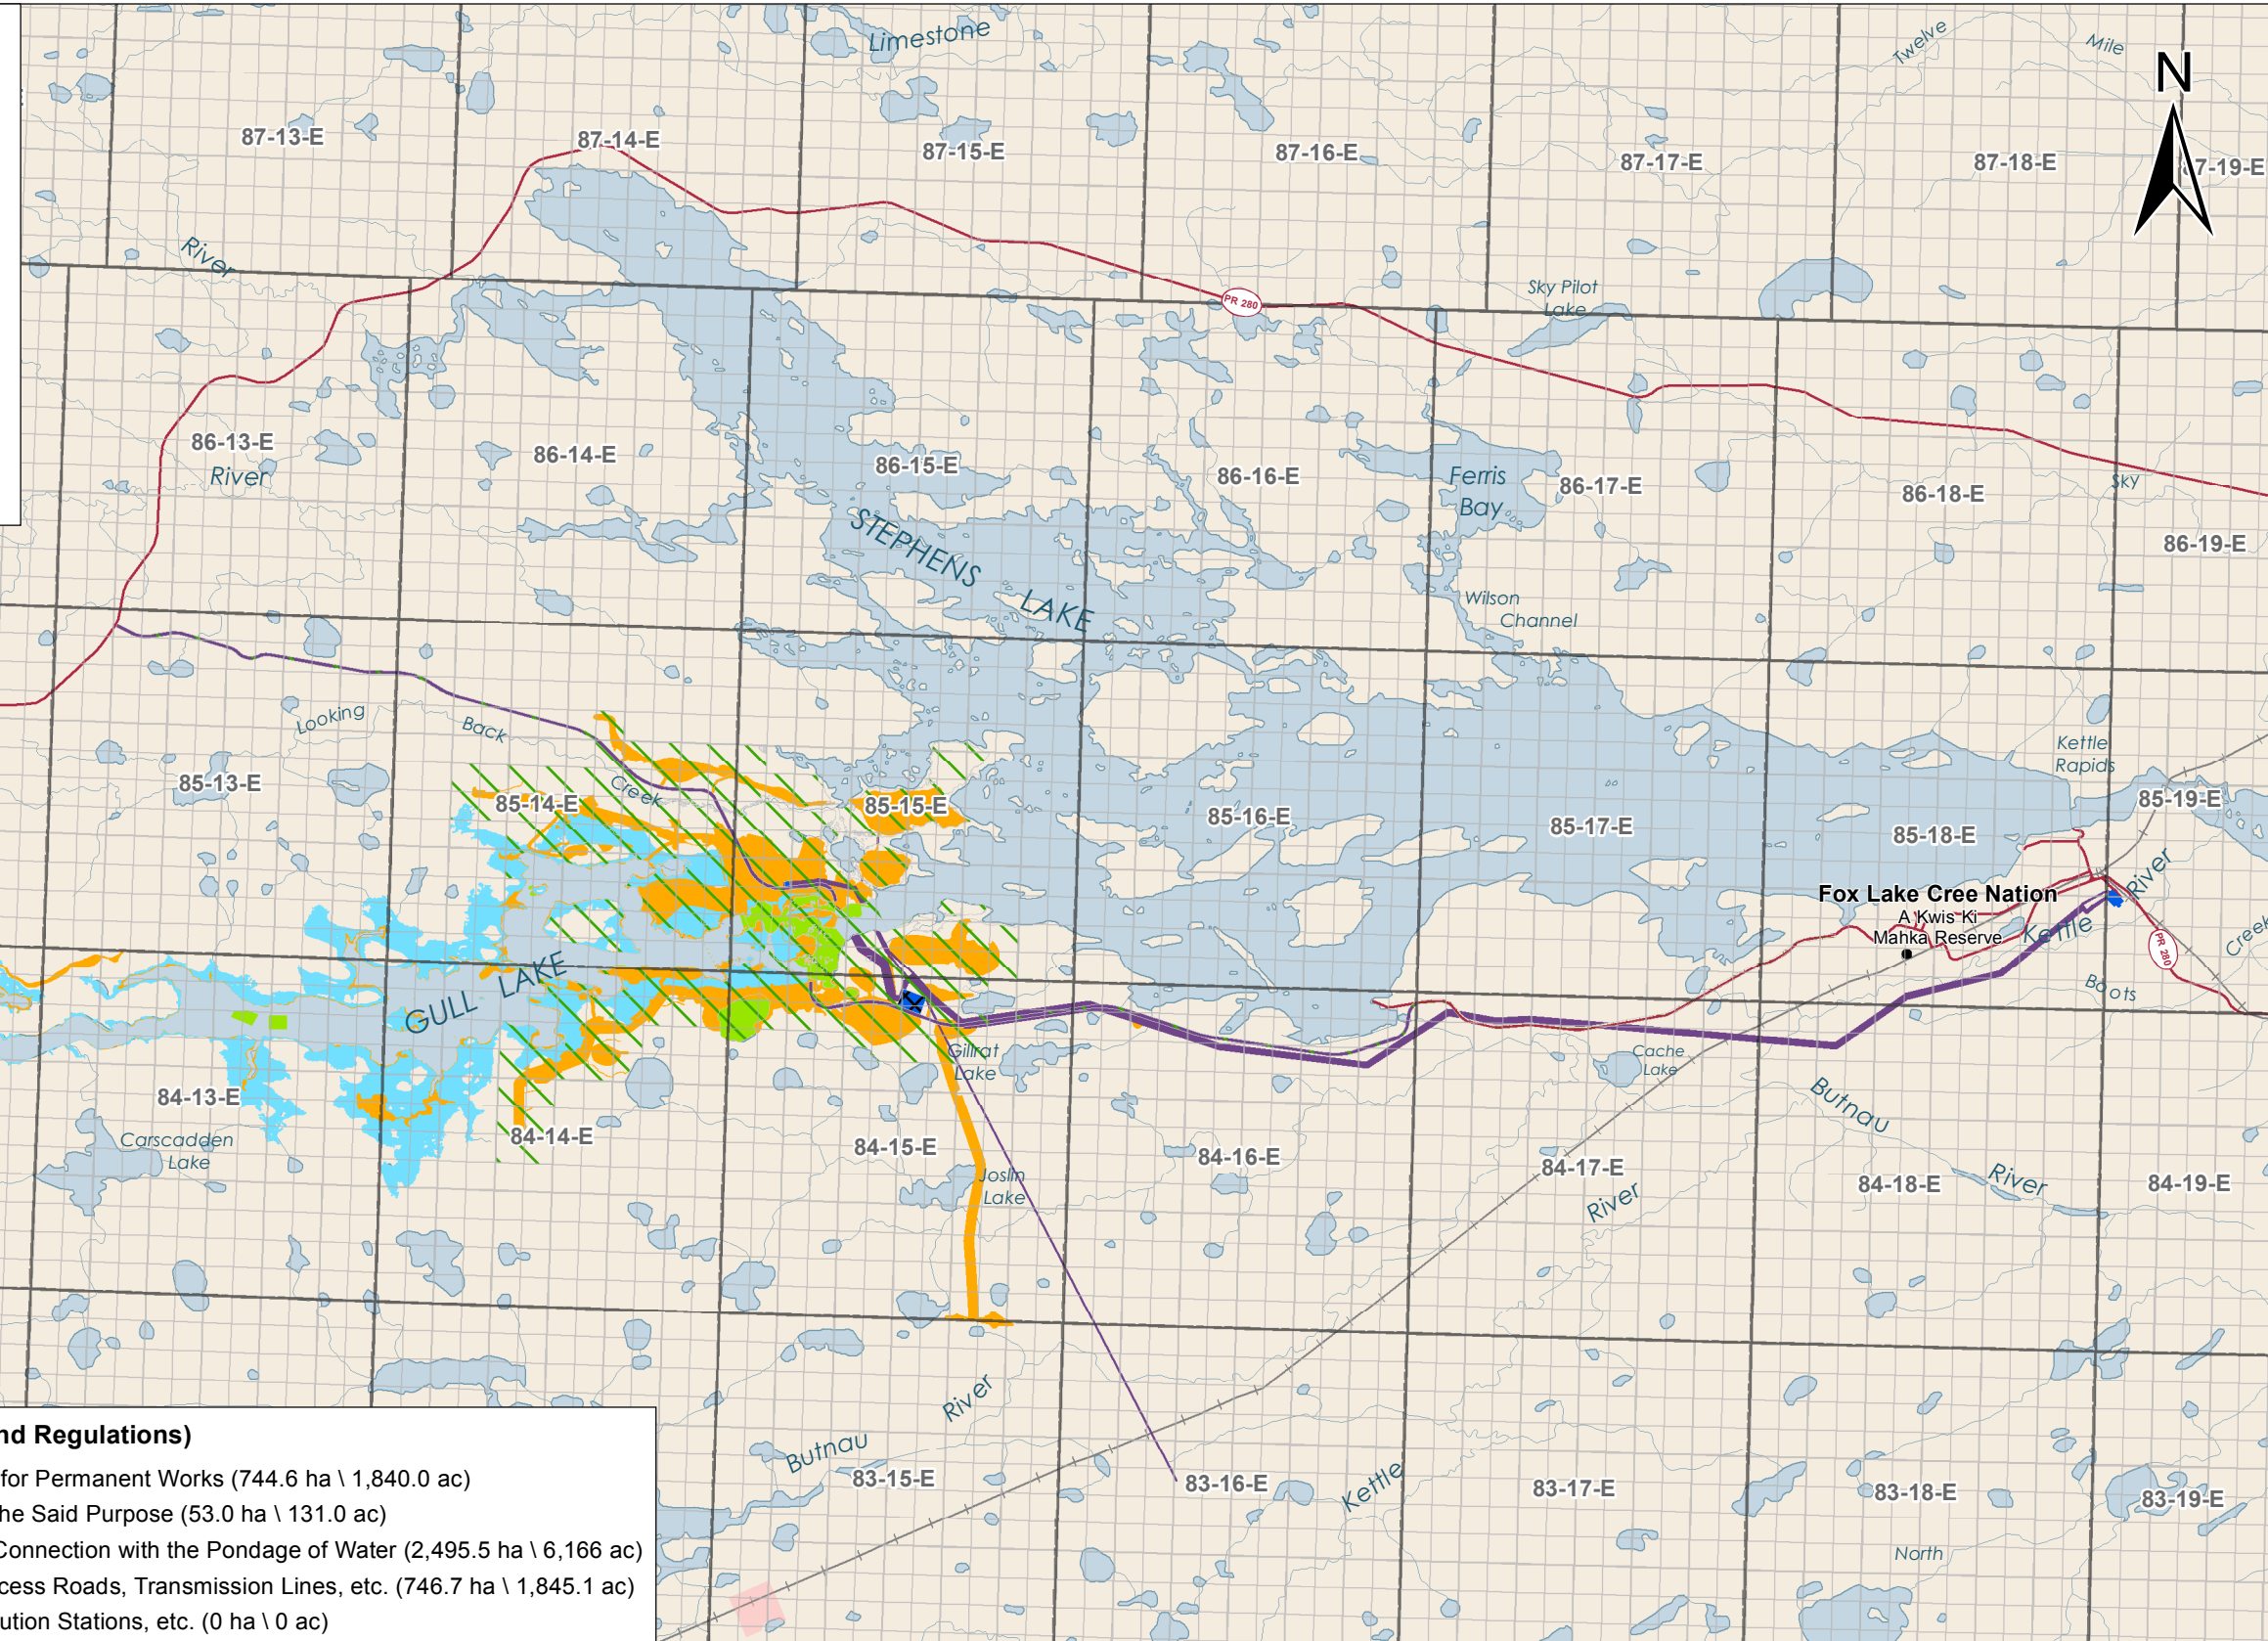 Limestone
Twelve
Mile
N
87-13-E
87-14-E
87-15-E
87-16-E
87-17-E
87-18-E
7-19-E
River
Sky Pilot
Lake
PR 280
86-13-E
River
86-14-E
86-15-E
86-16-E
Ferris
Bay
86-17-E
86-18-E
Sky
86-19-E
STEPHENS
LAKE
Wilson
Channel
Looking
Back
Creek
Kettle
Rapids
85-13-E
85-14-E
85-15-E
85-16-E
85-17-E
85-18-E
85-19-E
River
Fox Lake Cree Nation
A Kwis Ki
Mahka Reserve
Kettle
PR 280
Creek
Boots
GULL LAKE
Gillrat
Lake
Cache
Lake
Butnau
River
84-13-E
Carscadden
Lake
84-14-E
84-15-E
Joslin
Lake
84-16-E
84-17-E
River
84-18-E
84-19-E
River
Butnau
83-15-E
Kettle
83-16-E
83-17-E
83-18-E
83-19-E
North
nd Regulations)
for Permanent Works (744.6 ha \ 1,840.0 ac)
he Said Purpose (53.0 ha \ 131.0 ac)
Connection with the Pondage of Water (2,495.5 ha \ 6,166 ac)
cess Roads, Transmission Lines, etc. (746.7 ha \ 1,845.1 ac)
ution Stations, etc. (0 ha \ 0 ac)